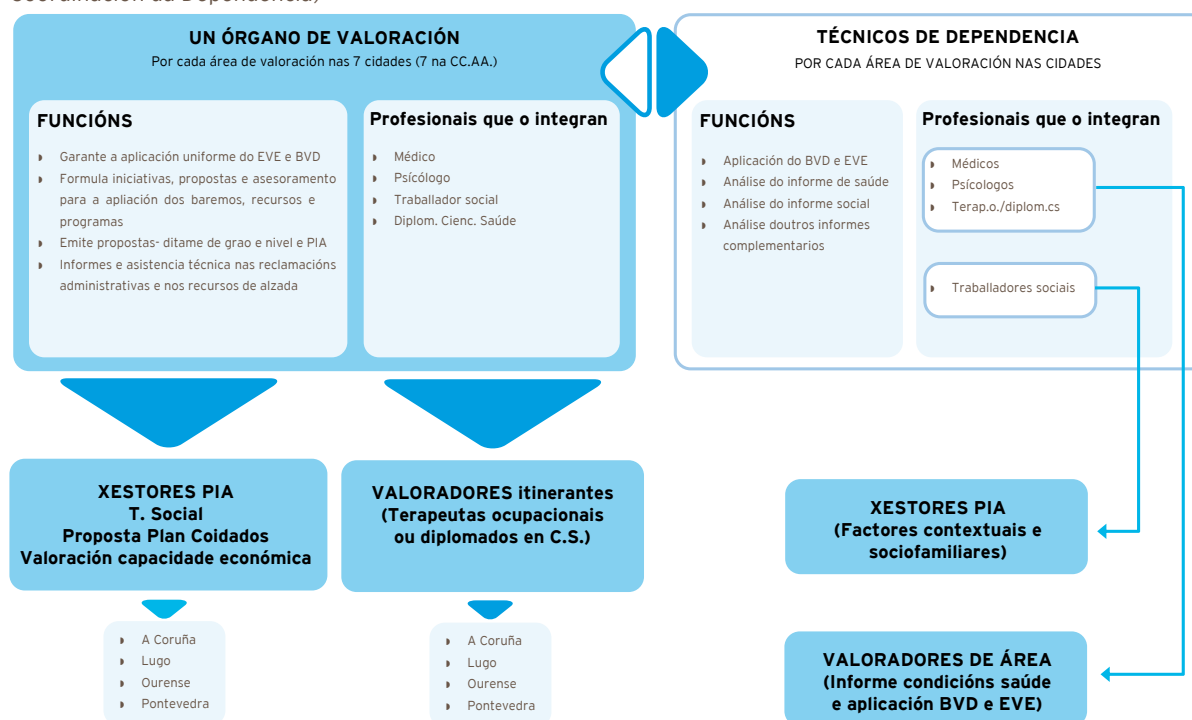 Coordinación da Dependencia)
UN ÓRGANO DE VALORACIÓN
Por cada área de valoración nas 7 cidades (7 na CC.AA.)
FUNCIÓNS
Garante a aplicación uniforme do EVE e BVD
Formula iniciativas, propostas e asesoramento
para a apliación dos baremos, recursos e
programas
Emite propostas- ditame de grao e nivel e PIA
Informes e asistencia técnica nas reclamacións
administrativas e nos recursos de alzada
Profesionais que o integran
Médico
Psícólogo
Traballador social
Diplom. Cienc. Saúde
TÉCNICOS DE DEPENDENCIA
POR CADA ÁREA DE VALORACIÓN NAS CIDADES
FUNCIÓNS
Aplicación do BVD e EVE
Análise do informe de saúde
Análise do informe social
Análise doutros informes
complementarios
Profesionais que o integran
Médicos
Psícologos
Terap.o./diplom.cs
Traballadores sociais
XESTORES PIA
T. Social
Proposta Plan Coidados
Valoración capacidade económica
A Coruña
Lugo
Ourense
Pontevedra
VALORADORES itinerantes
(Terapeutas ocupacionais
ou diplomados en C.S.)
A Coruña
Lugo
Ourense
Pontevedra
XESTORES PIA
(Factores contextuais e
sociofamiliares)
VALORADORES DE ÁREA
(Informe condicións saúde
e aplicación BVD e EVE)